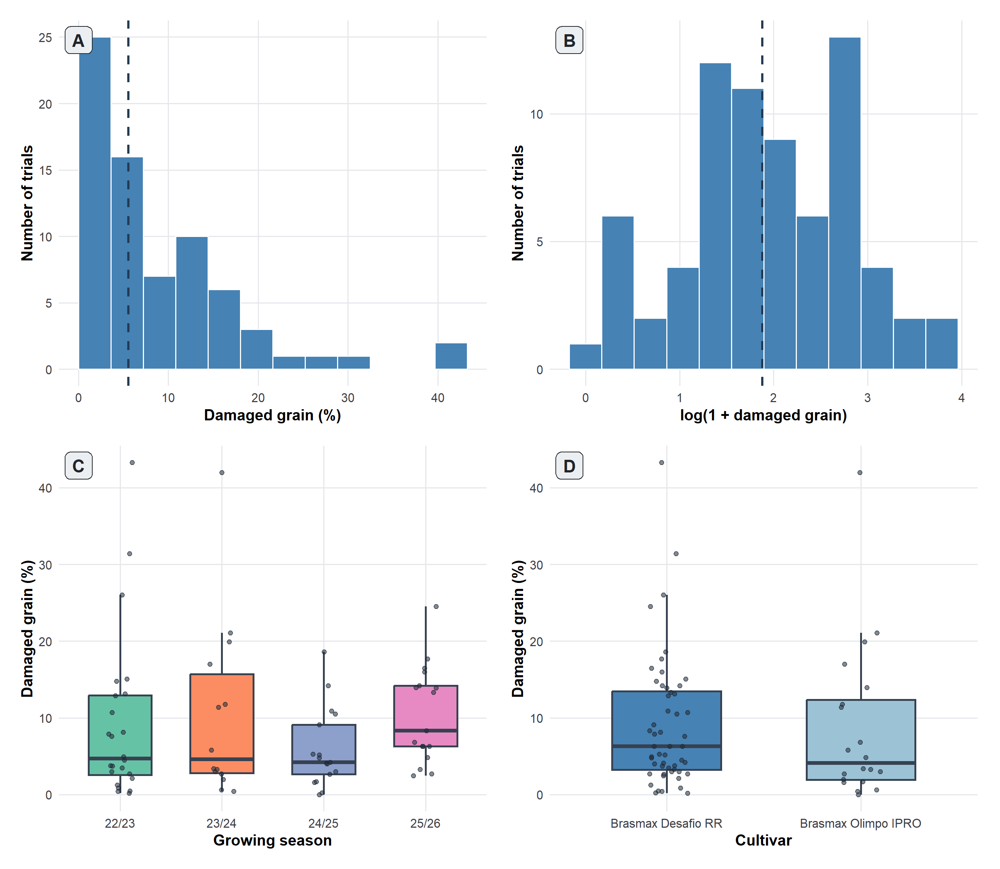 A
Number of trials
25
20
15
10
5
0
0 10 20 30 40
Damaged grain (%)
B
Number of trials
10
5
0
0 1 2 3 4
log(1 + damaged grain)
C
Damaged grain (%)
40
30
20
10
0
22/23 23/24 24/25 25/26
Growing season
D
Damaged grain (%)
40
30
20
10
0
Brasmax Desafio RR Brasmax Olimpo IPRO
Cultivar